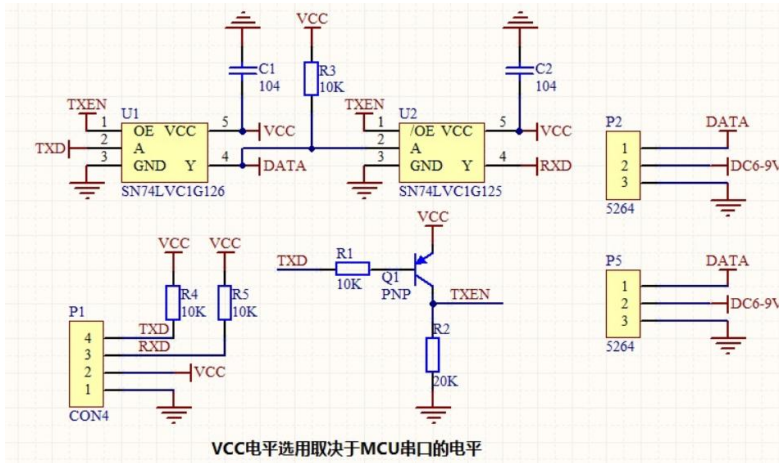 VCC
C1
104
R3
10K
C2
104
TXEN
U1
1
OE VCC
5
VCC
TXD
2
A
3
GND Y
4
DATA
SN74LVC1G126
TXEN
U2
1
/OE VCC
5
VCC
2
A
3
GND Y
4
RXD
SN74LVC1G125
P2
DATA
1
2
DC6-9V
3
5264
VCC VCC
R4
10K
R5
10K
P1
4
TXD
3
RXD
2
VCC
1
CON4
VCC
TXD
R1
10K
Q1
PNP
TXEN
R2
20K
P5
DATA
1
2
DC6-9V
3
5264
VCC电平选用取决于MCU串口的电平